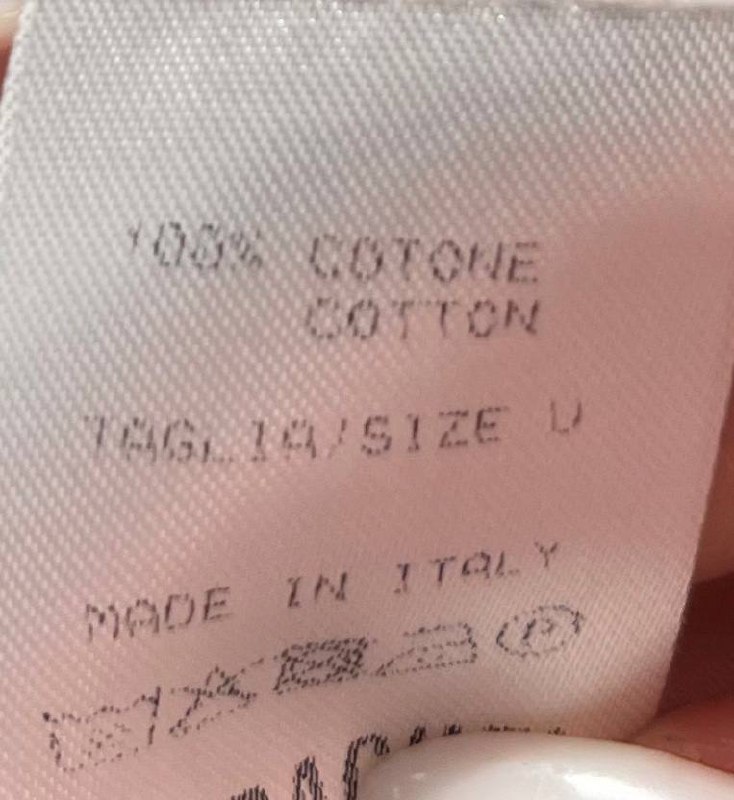 100% COTONE
COTTON
TAGLIA/SIZE U
MADE IN ITALY
P